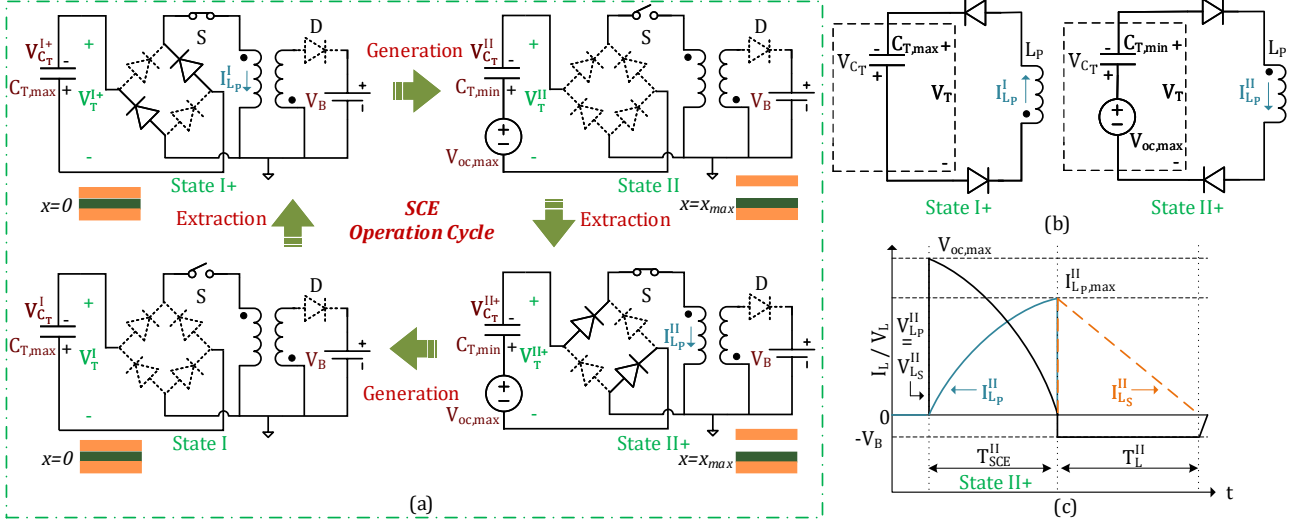 V_{C_T}^{I+}
-
C_{T,max}
+
+
V_T^{I+}
-
S
I_{L_P}^{I}
D
V_B
+
-
State I+
x=0
Generation
V_{C_T}^{II}
-
C_{T,min}
+
+
V_T^{II}
-
+
-
V_{oc,max}
S
D
V_B
+
-
State II
x=x_{max}
Extraction
SCE
Operation Cycle
Extraction
V_{C_T}^{I}
-
C_{T,max}
+
+
V_T^{I}
-
S
D
V_B
+
-
State I
x=0
Generation
V_{C_T}^{II+}
-
C_{T,min}
+
+
V_T^{II+}
-
+
-
V_{oc,max}
S
I_{L_P}^{II}
D
V_B
+
-
State II+
x=x_{max}
(a)
-
C_{T,max}
+
V_{C_T}
+
V_T
-
L_P
I_{L_P}^{I}
State I+
-
C_{T,min}
+
V_{C_T}
+
+
-
V_{oc,max}
V_T
-
L_P
I_{L_P}^{II}
State II+
(b)
V_{oc,max}
I_{L_P,max}^{II}
I_L / V_L
V_{L_P}^{II}
=
V_{L_S}^{II}
I_{L_P}^{II}
I_{L_S}^{II}
0
-V_B
T_{SCE}^{II}
T_L^{II}
State II+
t
(c)